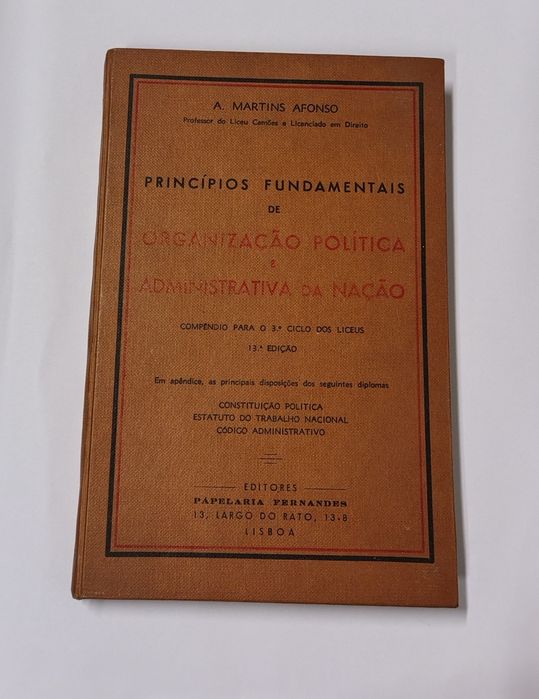 A. MARTINS AFONSO
Professor do Liceu Camões e Licenciado em Direito
PRINCÍPIOS FUNDAMENTAIS
DE
ORGANIZAÇÃO POLÍTICA
E
ADMINISTRATIVA DA NAÇÃO
COMPÊNDIO PARA O 3.º CICLO DOS LICEUS
13.ª EDIÇÃO
Em apêndice, as principais disposições dos seguintes diplomas
CONSTITUIÇÃO POLÍTICA
ESTATUTO DO TRABALHO NACIONAL
CÓDIGO ADMINISTRATIVO
EDITORES
PAPELARIA FERNANDES
13, LARGO DO RATO, 13-B
LISBOA